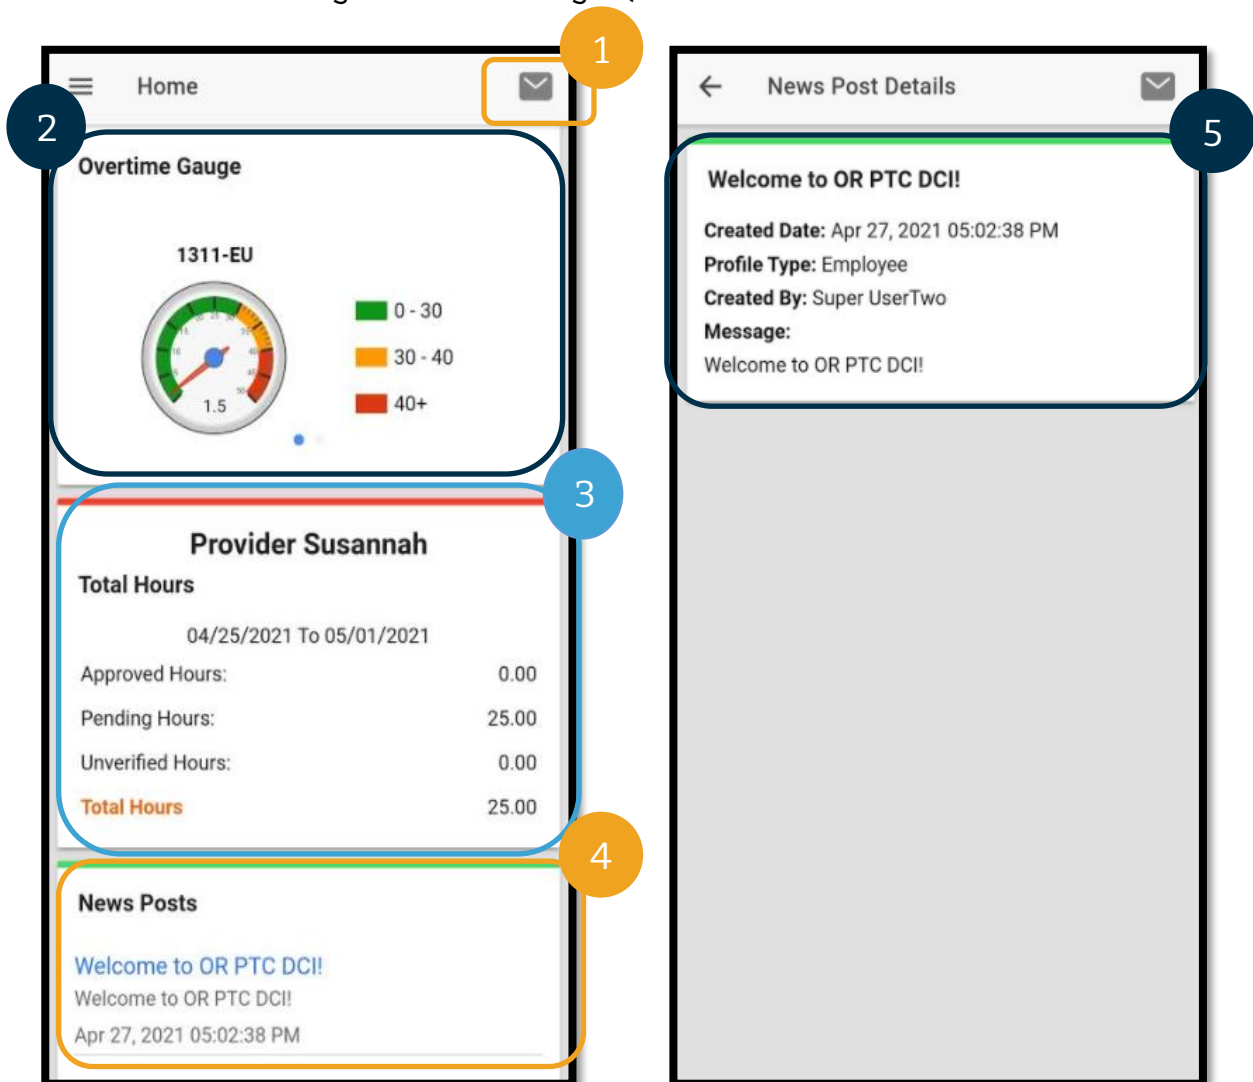 1
Home
2
Overtime Gauge
1311-EU
0 - 30
30 - 40
40+
1.5
3
Provider Susannah
Total Hours
04/25/2021 To 05/01/2021
Approved Hours: 0.00
Pending Hours: 25.00
Unverified Hours: 0.00
Total Hours 25.00
4
News Posts
Welcome to OR PTC DCI!
Welcome to OR PTC DCI!
Apr 27, 2021 05:02:38 PM
News Post Details
5
Welcome to OR PTC DCI!
Created Date: Apr 27, 2021 05:02:38 PM
Profile Type: Employee
Created By: Super UserTwo
Message:
Welcome to OR PTC DCI!